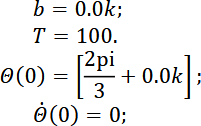 b = 0.0k;
T = 100.
Θ(0) = [2pi/3 + 0.0k] ;
Θ̇(0) = 0;